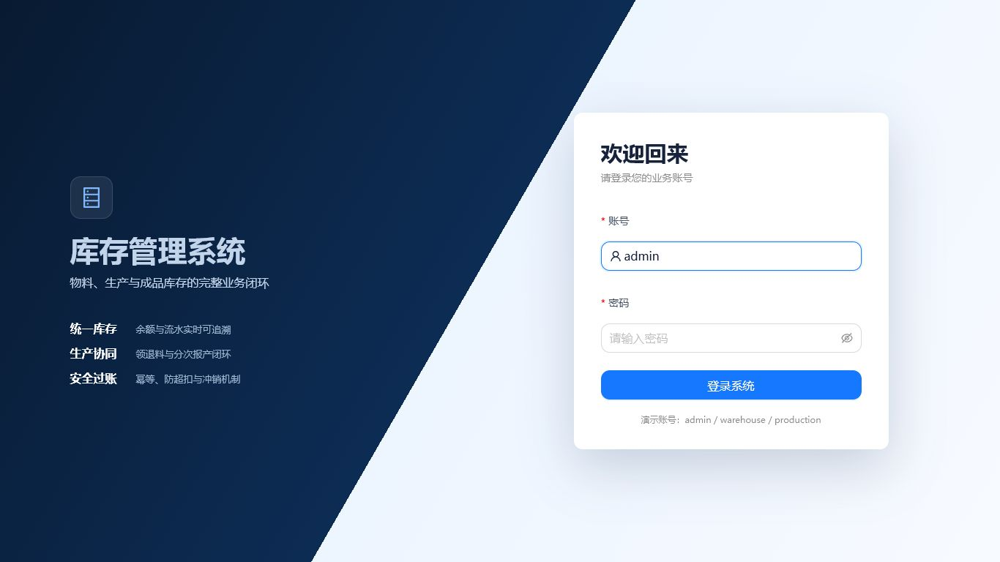 库存管理系统
物料、生产与成品库存的完整业务闭环
统一库存 余额与流水实时可追溯
生产协同 领退料与分次报产闭环
安全过账 幂等、防超扣与冲销机制
欢迎回来
请登录您的业务账号
* 账号
admin
* 密码
请输入密码
登录系统
演示账号：admin / warehouse / production